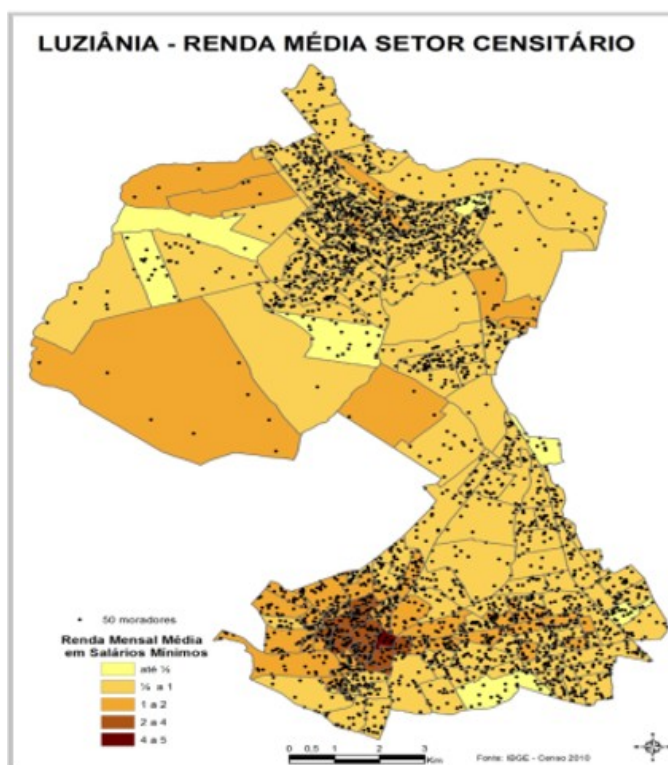 LUZIÂNIA - RENDA MÉDIA SETOR CENSITÁRIO
50 moradores
Renda Mensal Média
em Salários Mínimos
até ½
½ a 1
1 a 2
2 a 4
4 a 5
0 0.5 1 2 3
Km
Fonte: IBGE - Censo 2010